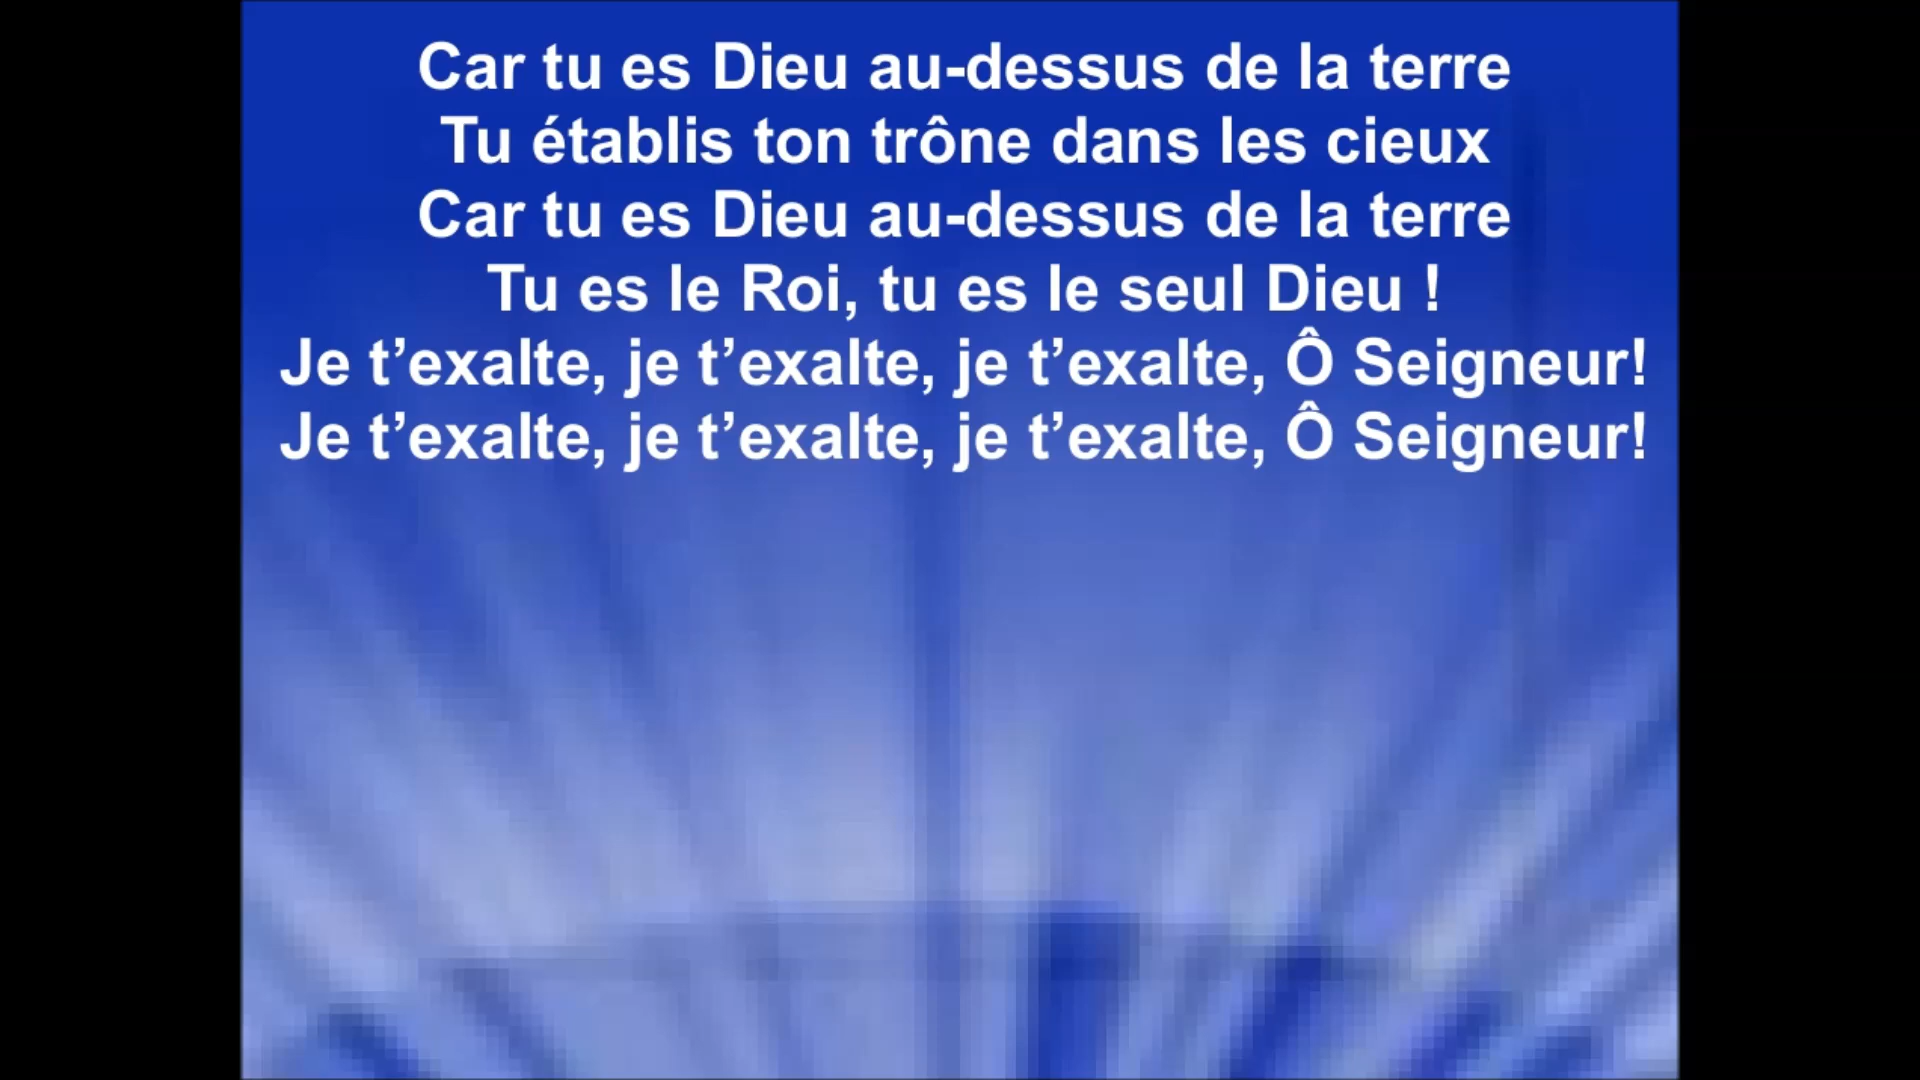 Car tu es Dieu au-dessus de la terre
Tu établis ton trône dans les cieux
Car tu es Dieu au-dessus de la terre
Tu es le Roi, tu es le seul Dieu !
Je t’exalte, je t’exalte, je t’exalte, Ô Seigneur!
Je t’exalte, je t’exalte, je t’exalte, Ô Seigneur!